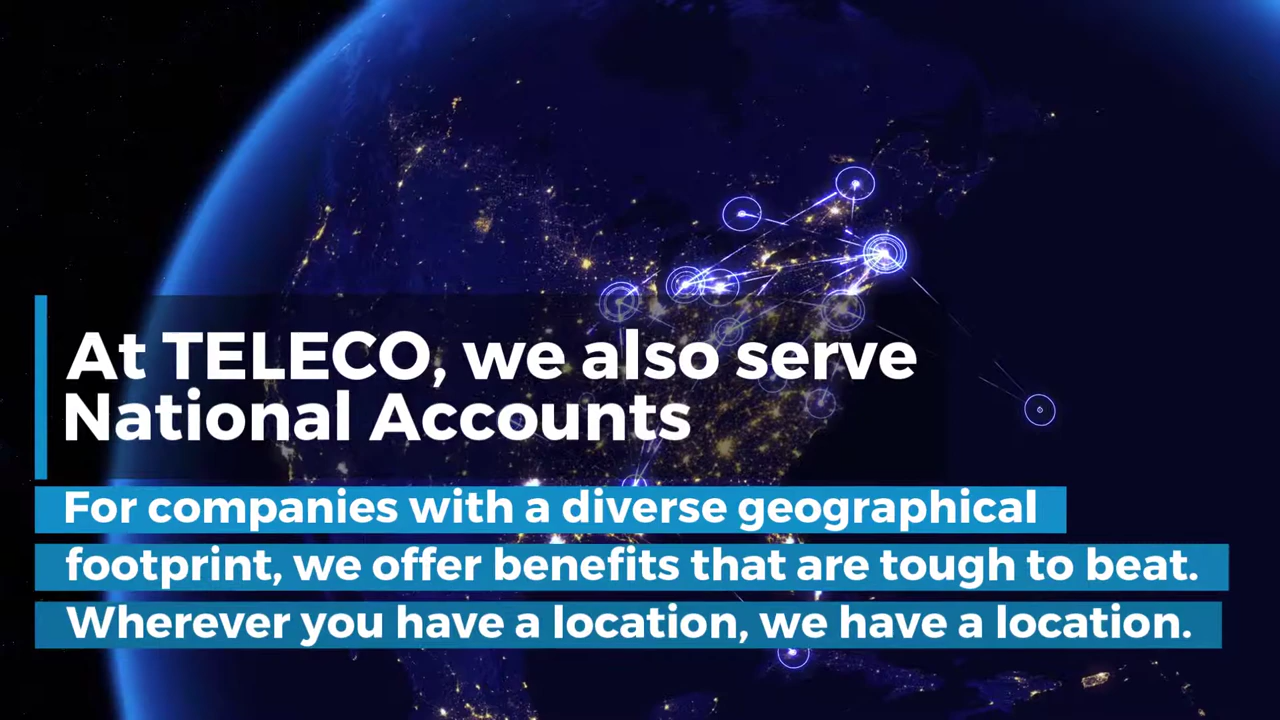 At TELECO, we also serve
National Accounts
For companies with a diverse geographical
footprint, we offer benefits that are tough to beat.
Wherever you have a location, we have a location.